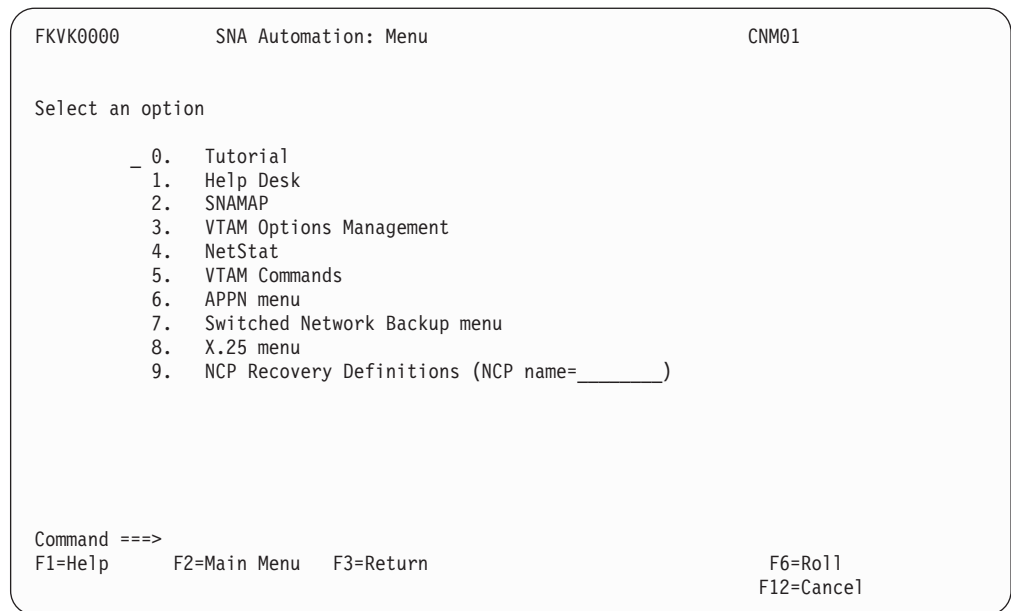 FKVK0000 SNA Automation: Menu CNM01
Select an option
_ 0. Tutorial
1. Help Desk
2. SNAMAP
3. VTAM Options Management
4. NetStat
5. VTAM Commands
6. APPN menu
7. Switched Network Backup menu
8. X.25 menu
9. NCP Recovery Definitions (NCP name=________)
Command ===>
F1=Help F2=Main Menu F3=Return F6=Roll
F12=Cancel